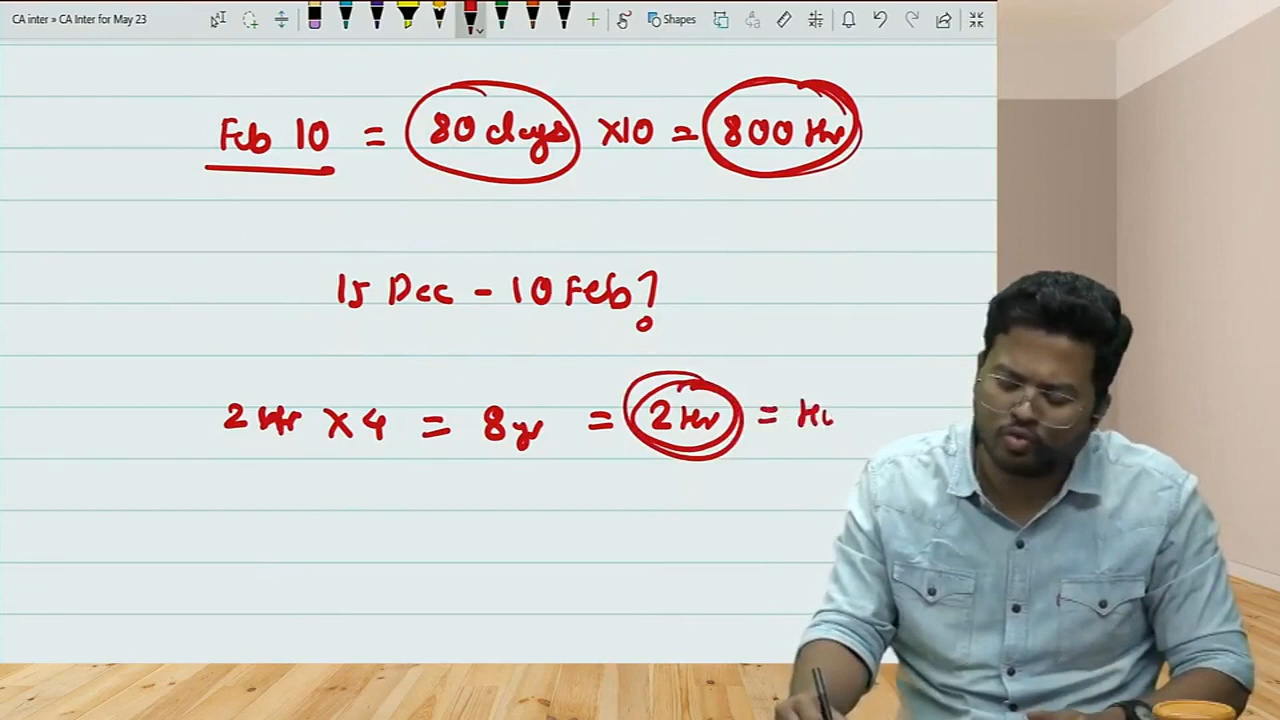 CA inter » CA Inter for May 23
Shapes
Feb 10 = 80 days ×10 = 800 Hr
15 Dec - 10 Feb?
2 Hr × 4 = 8 yr = 2 Hr =